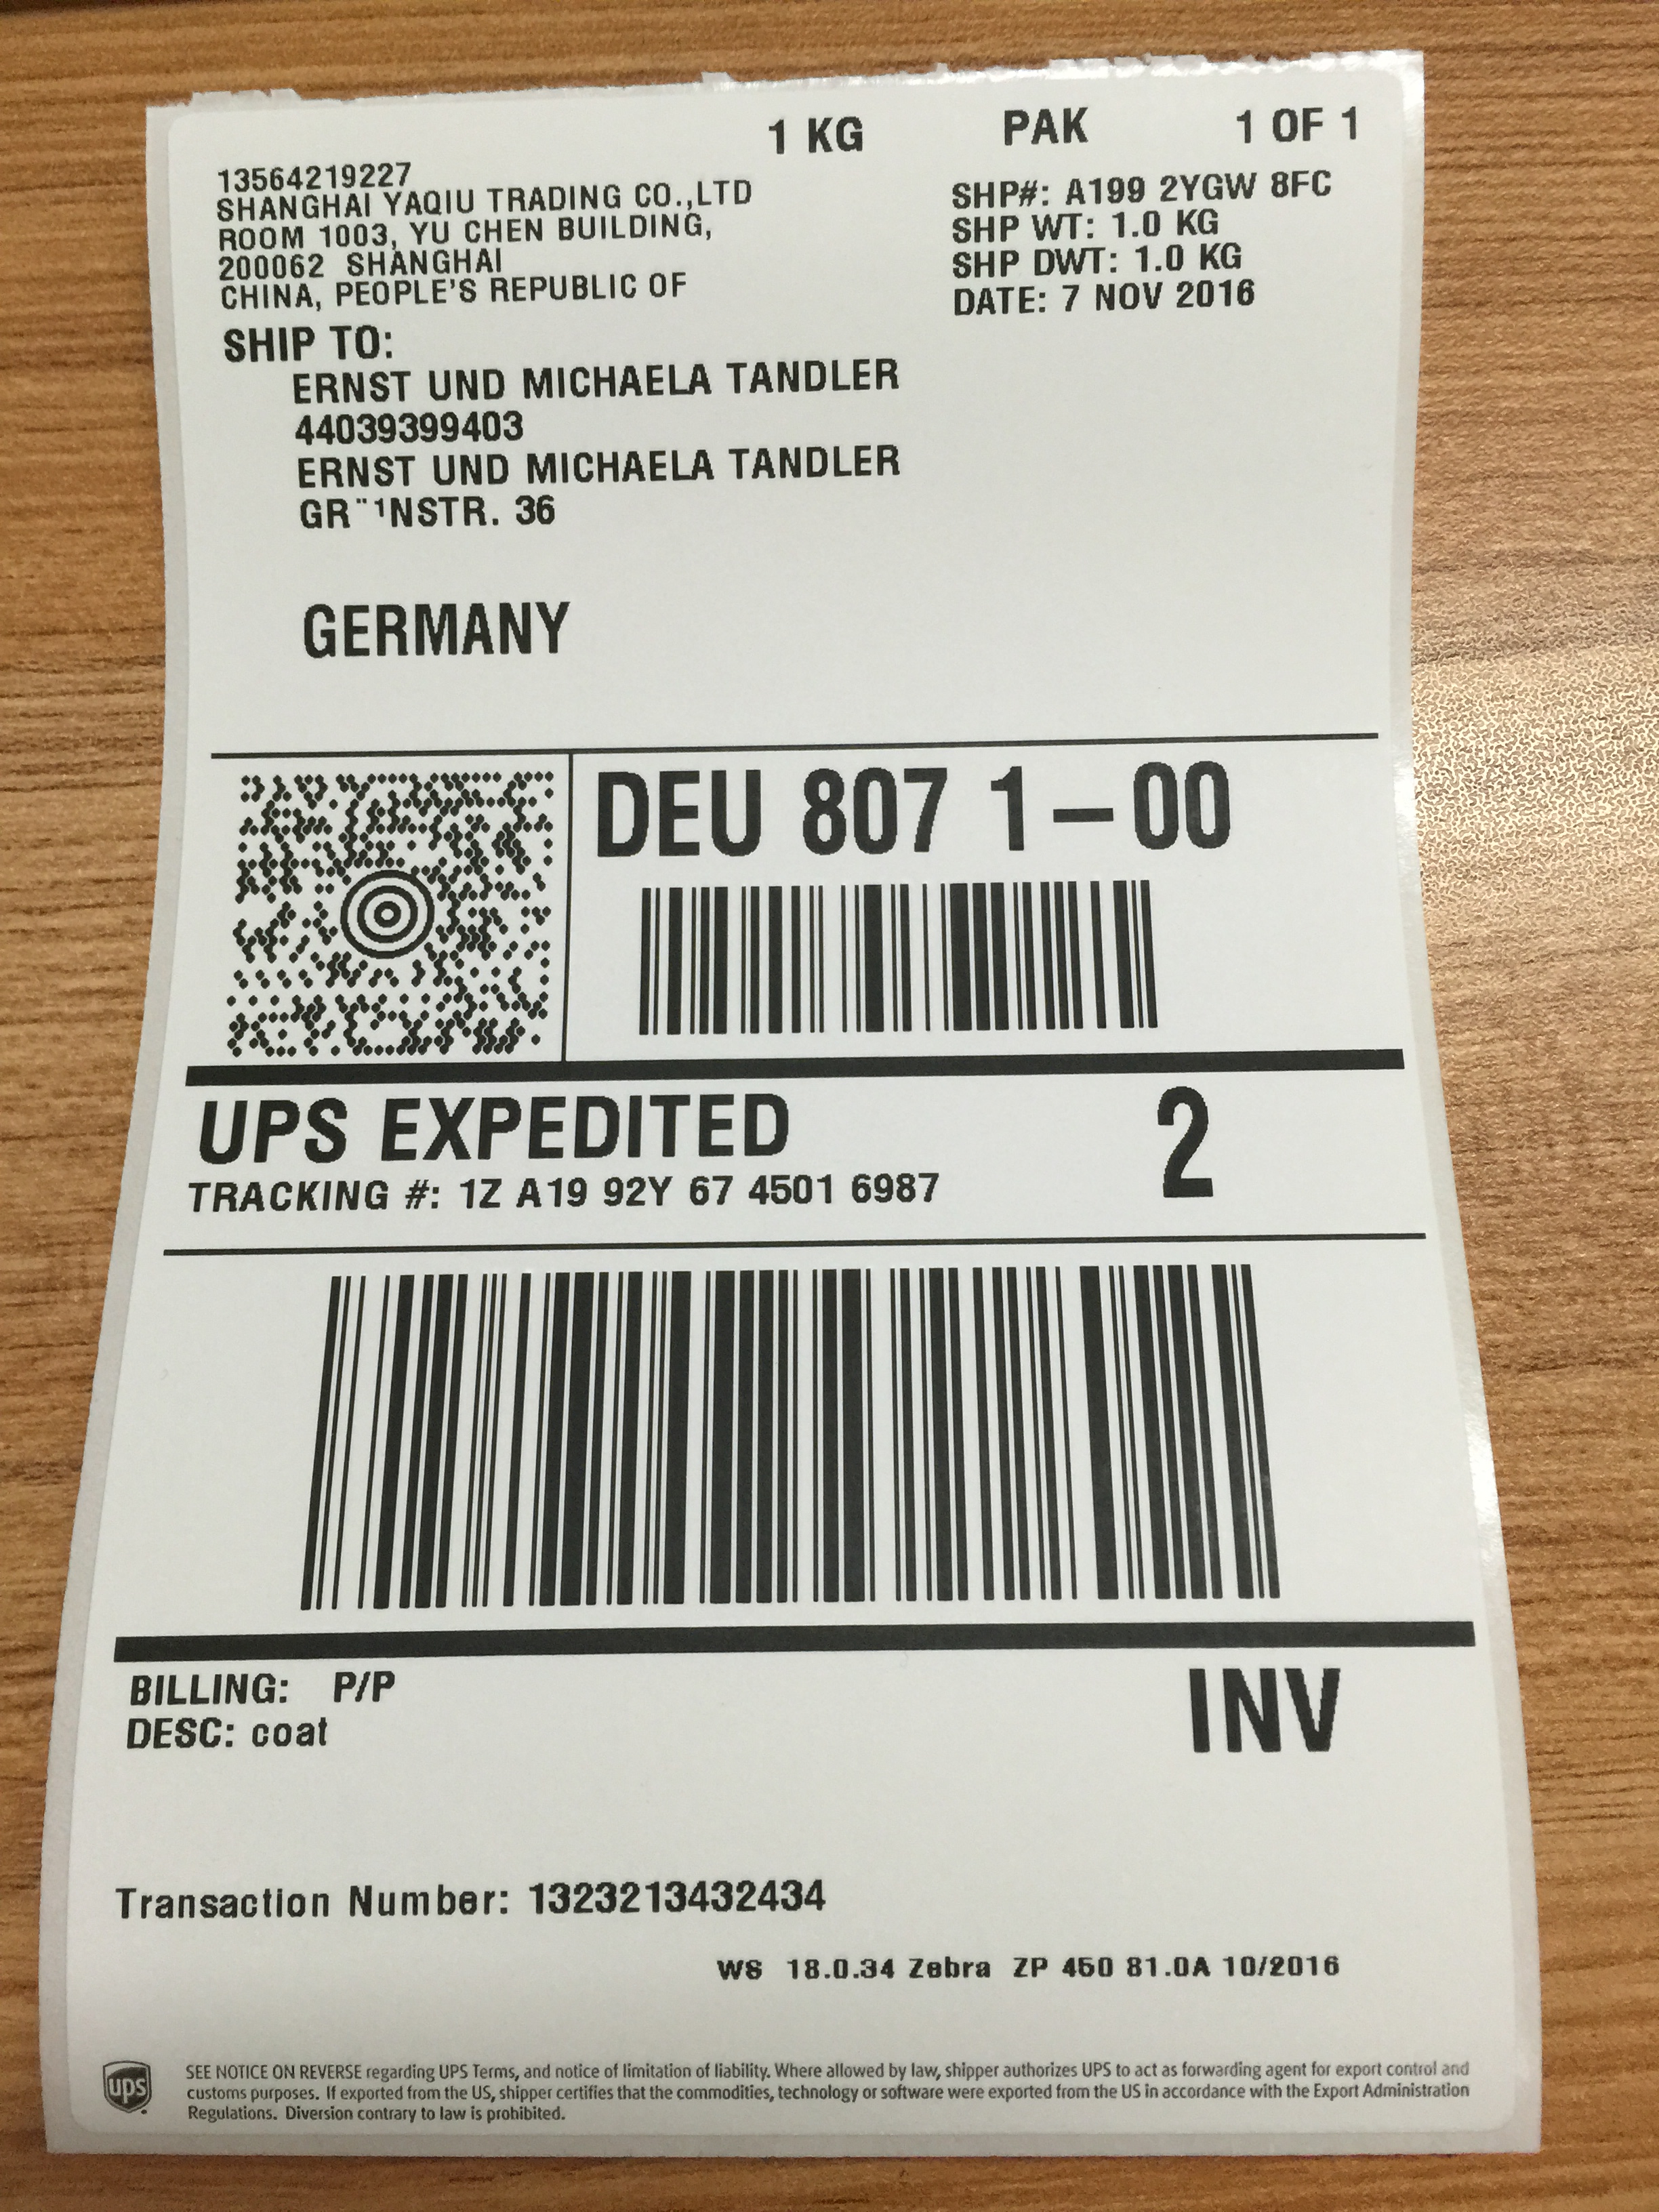 1 KG PAK 1 OF 1
13564219227
SHANGHAI YAQIU TRADING CO.,LTD
ROOM 1003, YU CHEN BUILDING,
200062 SHANGHAI
CHINA, PEOPLE'S REPUBLIC OF
SHP#: A199 2YGW 8FC
SHP WT: 1.0 KG
SHP DWT: 1.0 KG
DATE: 7 NOV 2016
SHIP TO:
ERNST UND MICHAELA TANDLER
44039399403
ERNST UND MICHAELA TANDLER
GR¨¹NSTR. 36
GERMANY
DEU 807 1-00
UPS EXPEDITED
2
TRACKING #: 1Z A19 92Y 67 4501 6987
BILLING: P/P
DESC: coat
INV
Transaction Number: 1323213432434
WS 18.0.34 Zebra ZP 450 81.0A 10/2016
ups
SEE NOTICE ON REVERSE regarding UPS Terms, and notice of limitation of liability. Where allowed by law, shipper authorizes UPS to act as forwarding agent for export control and
customs purposes. If exported from the US, shipper certifies that the commodities, technology or software were exported from the US in accordance with the Export Administration
Regulations. Diversion contrary to law is prohibited.